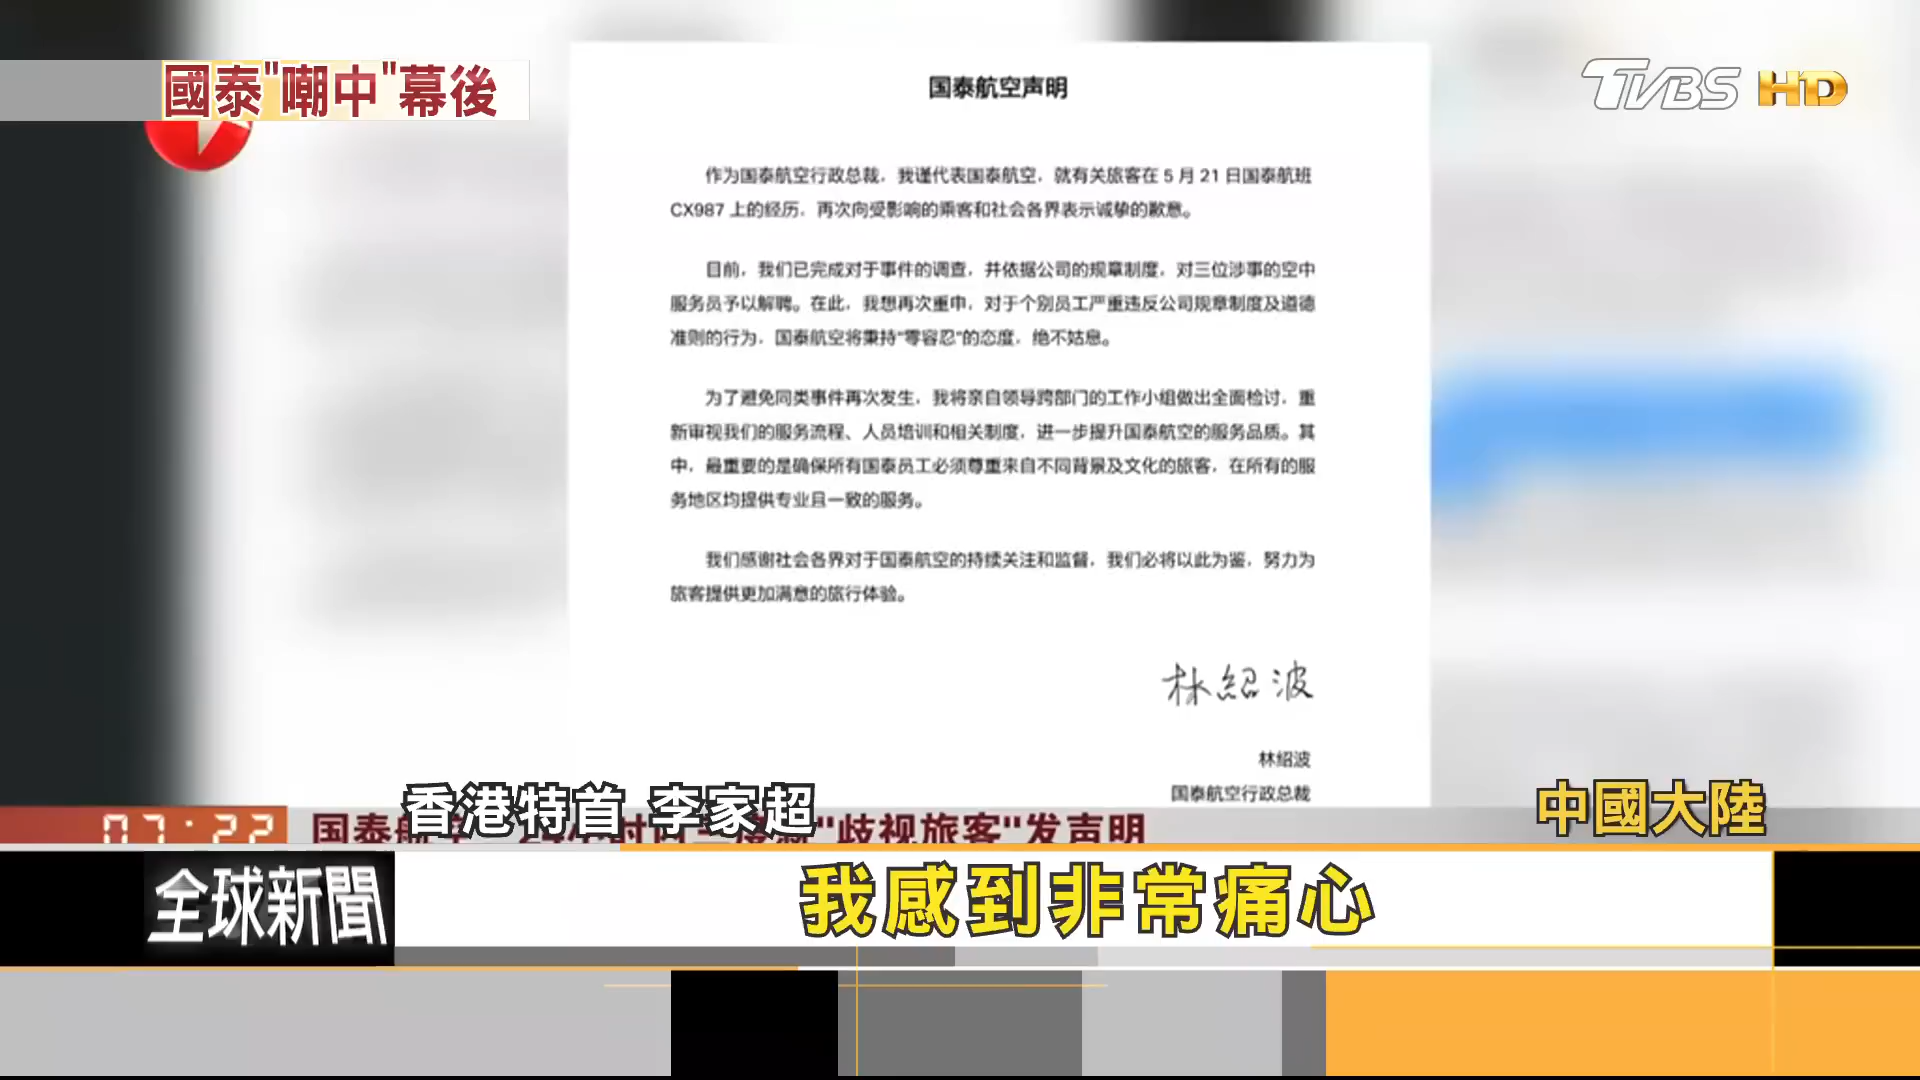 國泰"嘲中"幕後
TVBS HD
国泰航空声明
作为国泰航空行政总裁，我谨代表国泰航空，就有关旅客在 5 月 21 日国泰航班
CX987 上的经历，再次向受影响的乘客和社会各界表示诚挚的歉意。
目前，我们已完成对于事件的调查，并依据公司的规章制度，对三位涉事的空中
服务员予以解聘。在此，我想再次重申，对于个别员工严重违反公司规章制度及道德
准则的行为，国泰航空将秉持“零容忍”的态度，绝不姑息。
为了避免同类事件再次发生，我将亲自领导跨部门的工作小组做出全面检讨，重
新审视我们的服务流程、人员培训和相关制度，进一步提升国泰航空的服务品质。其
中，最重要的是确保所有国泰员工必须尊重来自不同背景及文化的旅客，在所有的服
务地区均提供专业且一致的服务。
我们感谢社会各界对于国泰航空的持续关注和监督，我们必将以此为鉴，努力为
旅客提供更加满意的旅行体验。
林紹波
林绍波
国泰航空行政总裁
香港特首 李家超
中國大陸
07:22
国泰航空 "歧视旅客"发声明
全球新聞
我感到非常痛心